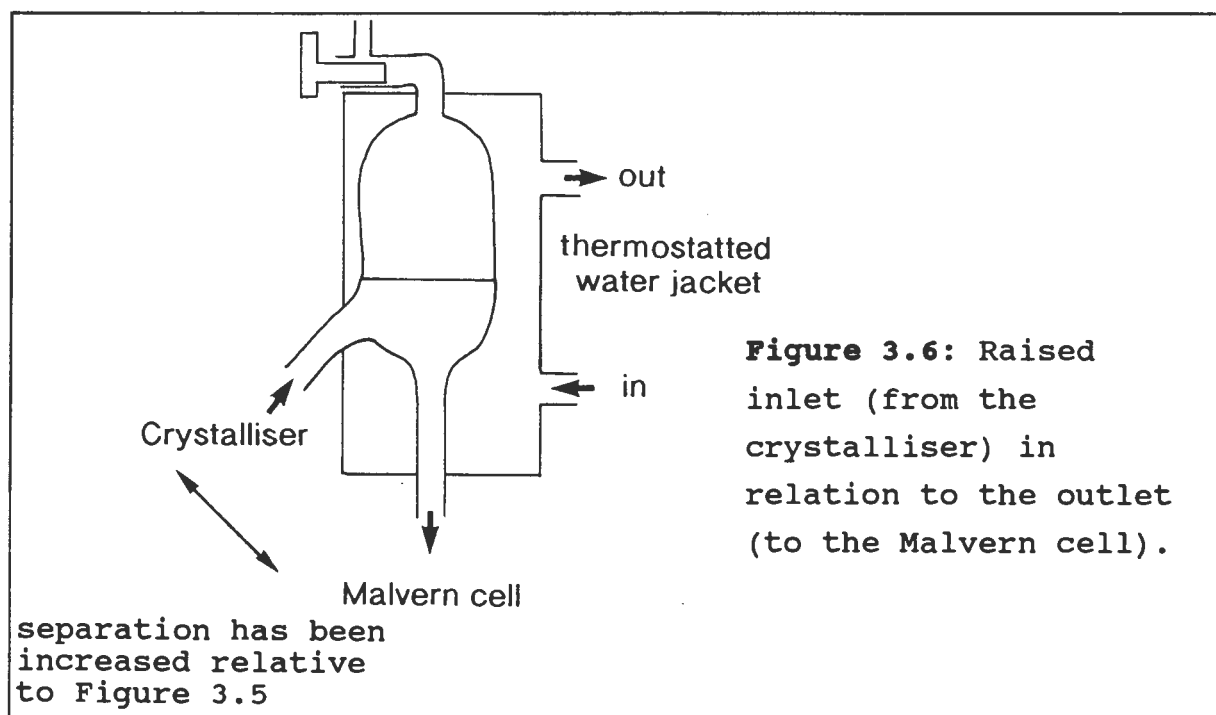 out
thermostatted
water jacket
in
Crystalliser
Malvern cell
separation has been
increased relative
to Figure 3.5
Figure 3.6: Raised
inlet (from the
crystalliser) in
relation to the outlet
(to the Malvern cell).